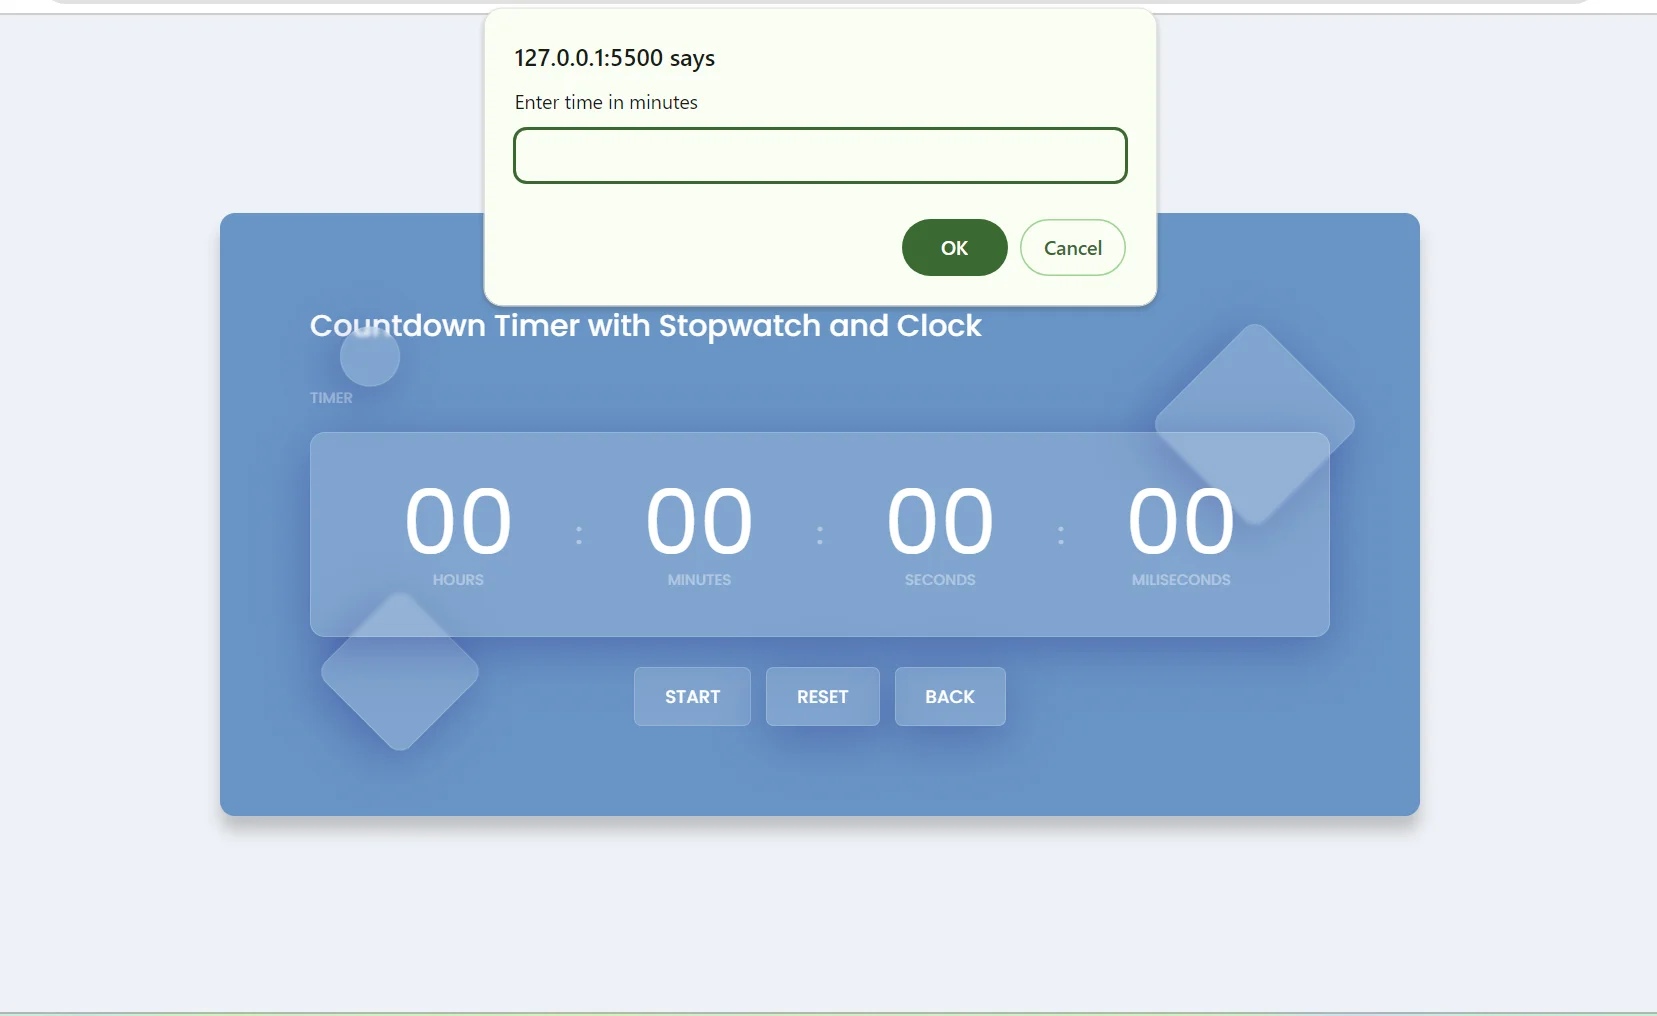 127.0.0.1:5500 says
Enter time in minutes
OK Cancel
Countdown Timer with Stopwatch and Clock
TIMER
00 : 00 : 00 : 00
HOURS MINUTES SECONDS MILISECONDS
START RESET BACK